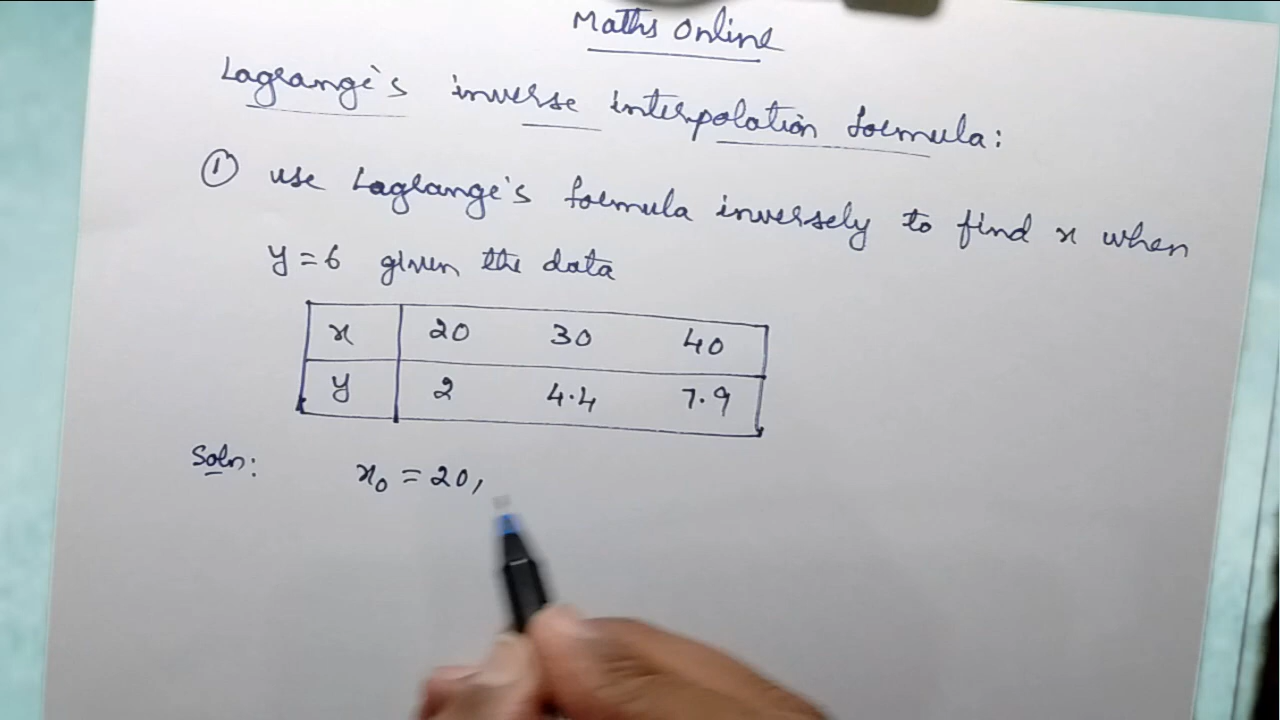 Maths Online
Lagrange's inverse interpolation formula:
① use Lagrange's formula inversely to find x when
y = 6 given the data
x 20 30 40
y 2 4.4 7.9
Soln: x₀ = 20,